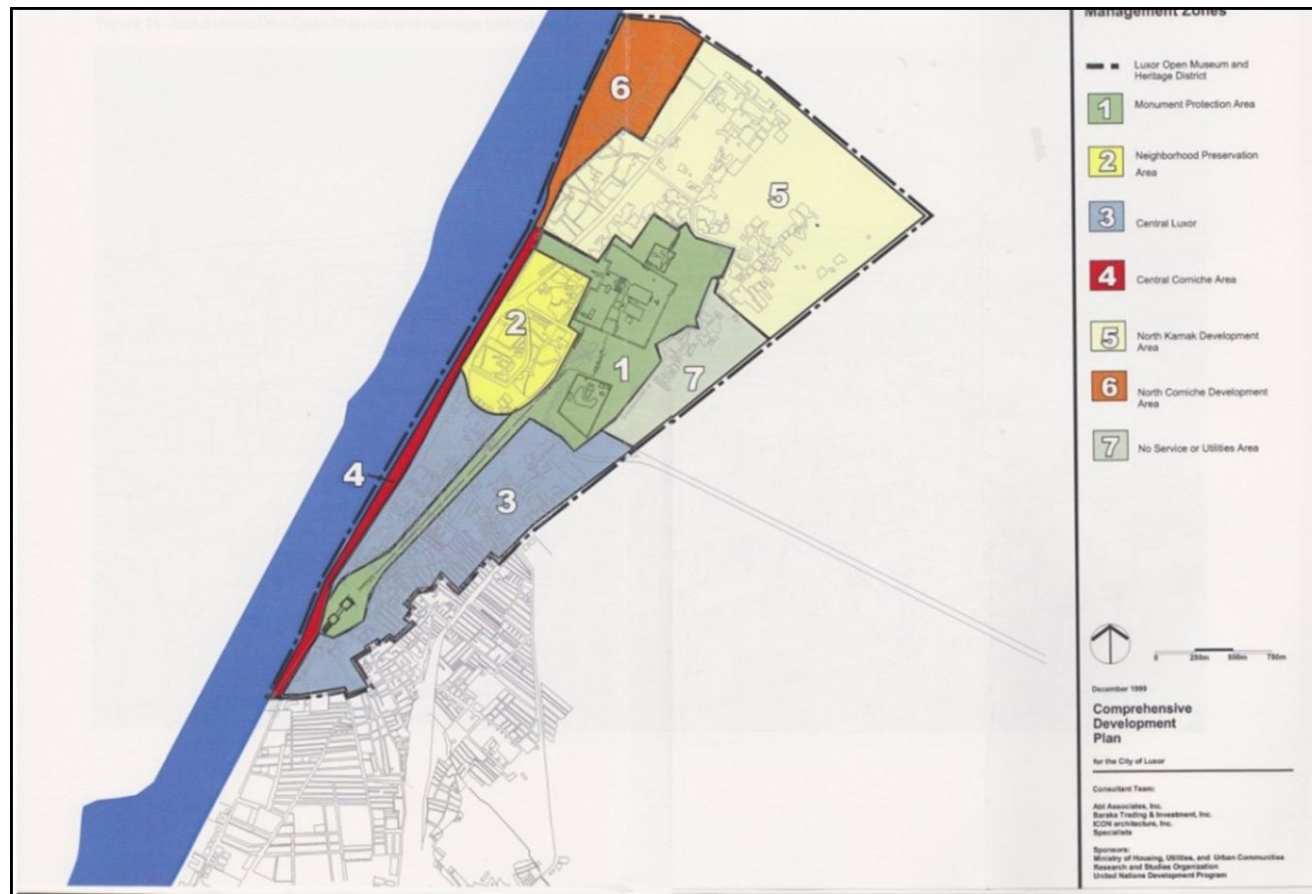 Management Zones
Luxor Open Museum and
Heritage District
1 Monument Protection Area
2 Neighborhood Preservation
Area
3 Central Luxor
4 Central Corniche Area
5 North Karnak Development
Area
6 North Corniche Development
Area
7 No Service or Utilities Area
6
5
2
1
7
4
3
0 250m 500m 750m
December 1999
Comprehensive
Development
Plan
for the City of Luxor
Consultant Team:
Abt Associates, Inc.
Baraka Trading & Investment, Inc.
ICON architecture, Inc.
Specialists
Sponsors:
Ministry of Housing, Utilities, and Urban Communities
Research and Studies Organization
United Nations Development Program